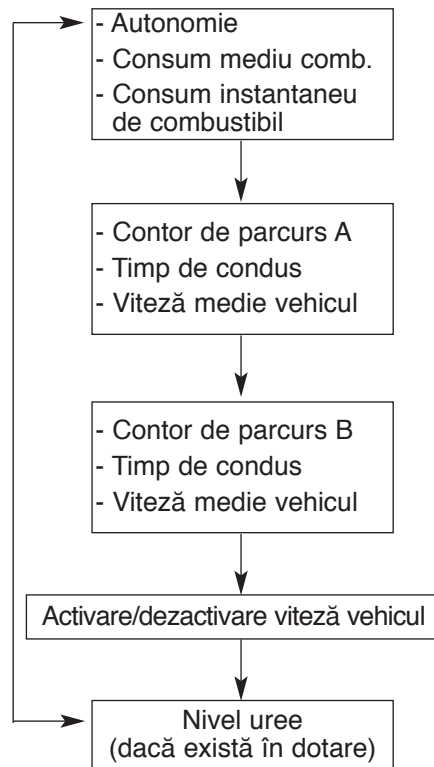 - Autonomie
- Consum mediu comb.
- Consum instantaneu
de combustibil
- Contor de parcurs A
- Timp de condus
- Viteză medie vehicul
- Contor de parcurs B
- Timp de condus
- Viteză medie vehicul
Activare/dezactivare viteză vehicul
Nivel uree
(dacă există în dotare)